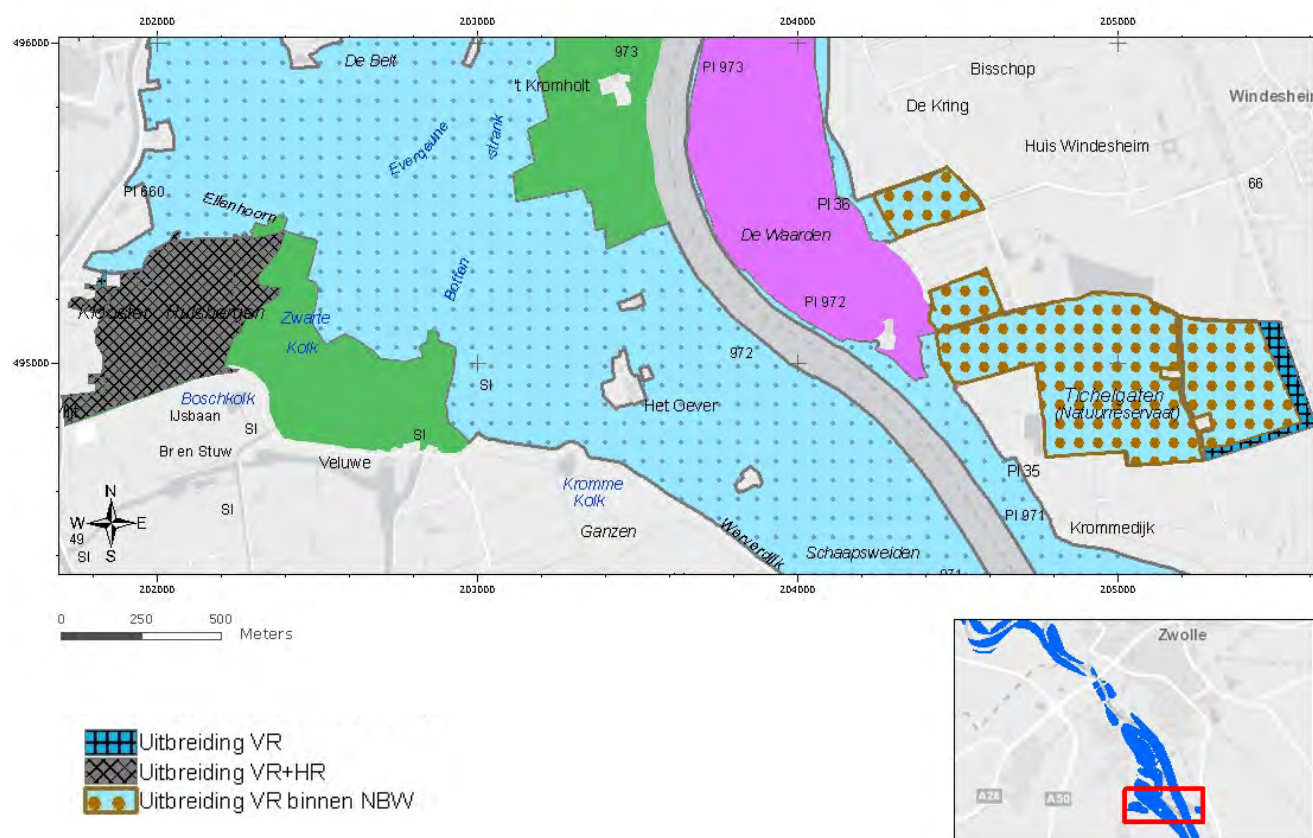 202000
203000
204000
205000
496000
973
De Belt
PI 973
Bisschop
't Kromholt
De Kring
Windesheim
Evergeune
strank
Huis Windesheim
66
PI 660
Ellenhoorn
PI 36
De Waarden
Botten
PI 972
Zwarte
Kolk
495000
972
SI
Boschkolk
Het Oever
Tichelgaten
(Natuurreservaat)
IJsbaan
SI
SI
Br en Stuw
Veluwe
PI 35
Kromme
Kolk
PI 971
Krommedijk
SI
N
W
E
S
49
SI
Ganzen
Werverdijk
Schaapsweiden
971
202000
203000
204000
205000
0
250
500
Meters
Zwolle
A28
A50
Uitbreiding VR
Uitbreiding VR+HR
Uitbreiding VR binnen NBW